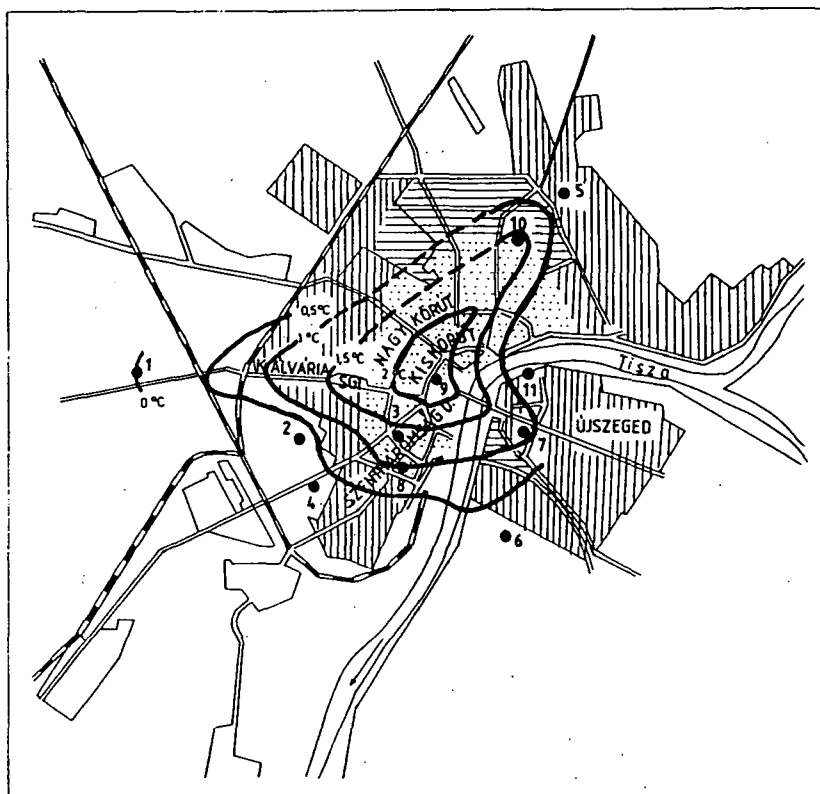 5
10
0,5 °C
1 °C
1,5 °C
2 °C
NAGY KÖRÚT
KISKÖRÚT
1
0 °C
KÁLVÁRIA
SGT.
9
11
Tisza
ÚJSZEGED
3
2
7
8
4
6